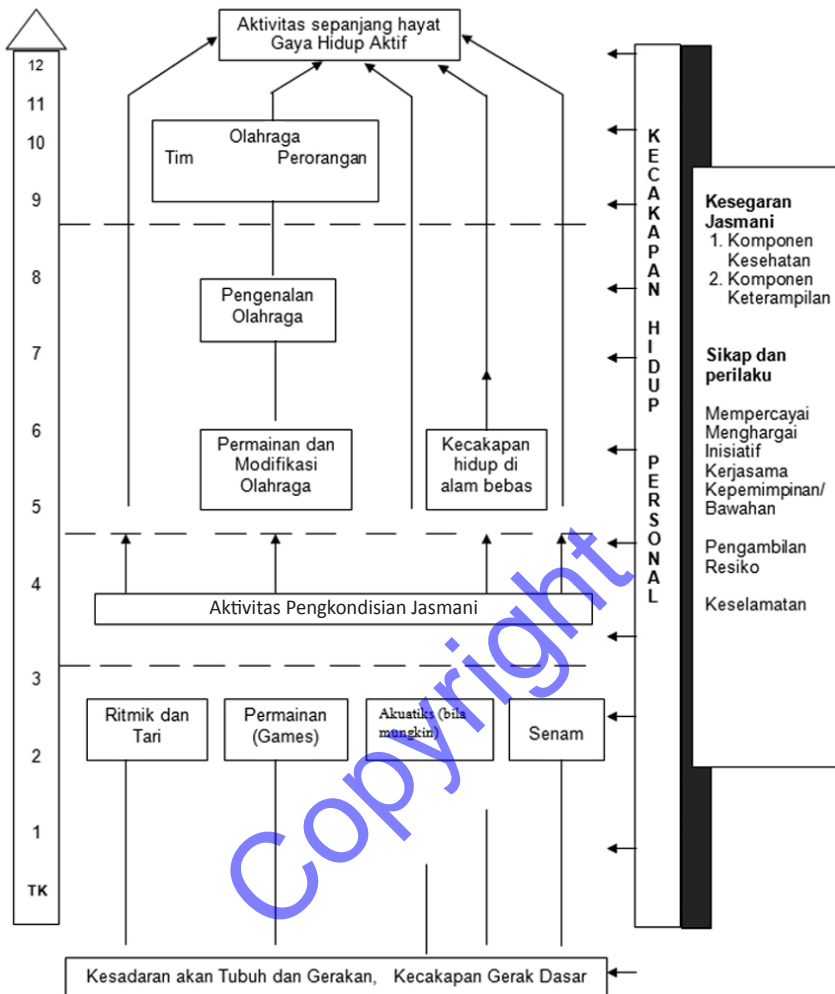 Aktivitas sepanjang hayat
Gaya Hidup Aktif
12
11
10
9
8
7
6
5
4
3
2
1
TK
Olahraga
Tim Perorangan
Pengenalan
Olahraga
Permainan dan
Modifikasi
Olahraga
Kecakapan
hidup di
alam bebas
Aktivitas Pengkondisian Jasmani
Ritmik dan
Tari
Permainan
(Games)
Akuatiks (bila
mungkin)
Senam
Kesadaran akan Tubuh dan Gerakan, Kecakapan Gerak Dasar
KECAKAPAN HIDUP PERSONAL
Kesegaran
Jasmani
1. Komponen
Kesehatan
2. Komponen
Keterampilan
Sikap dan
perilaku
Mempercayai
Menghargai
Inisiatif
Kerjasama
Kepemimpinan/
Bawahan
Pengambilan
Resiko
Keselamatan
Copyright